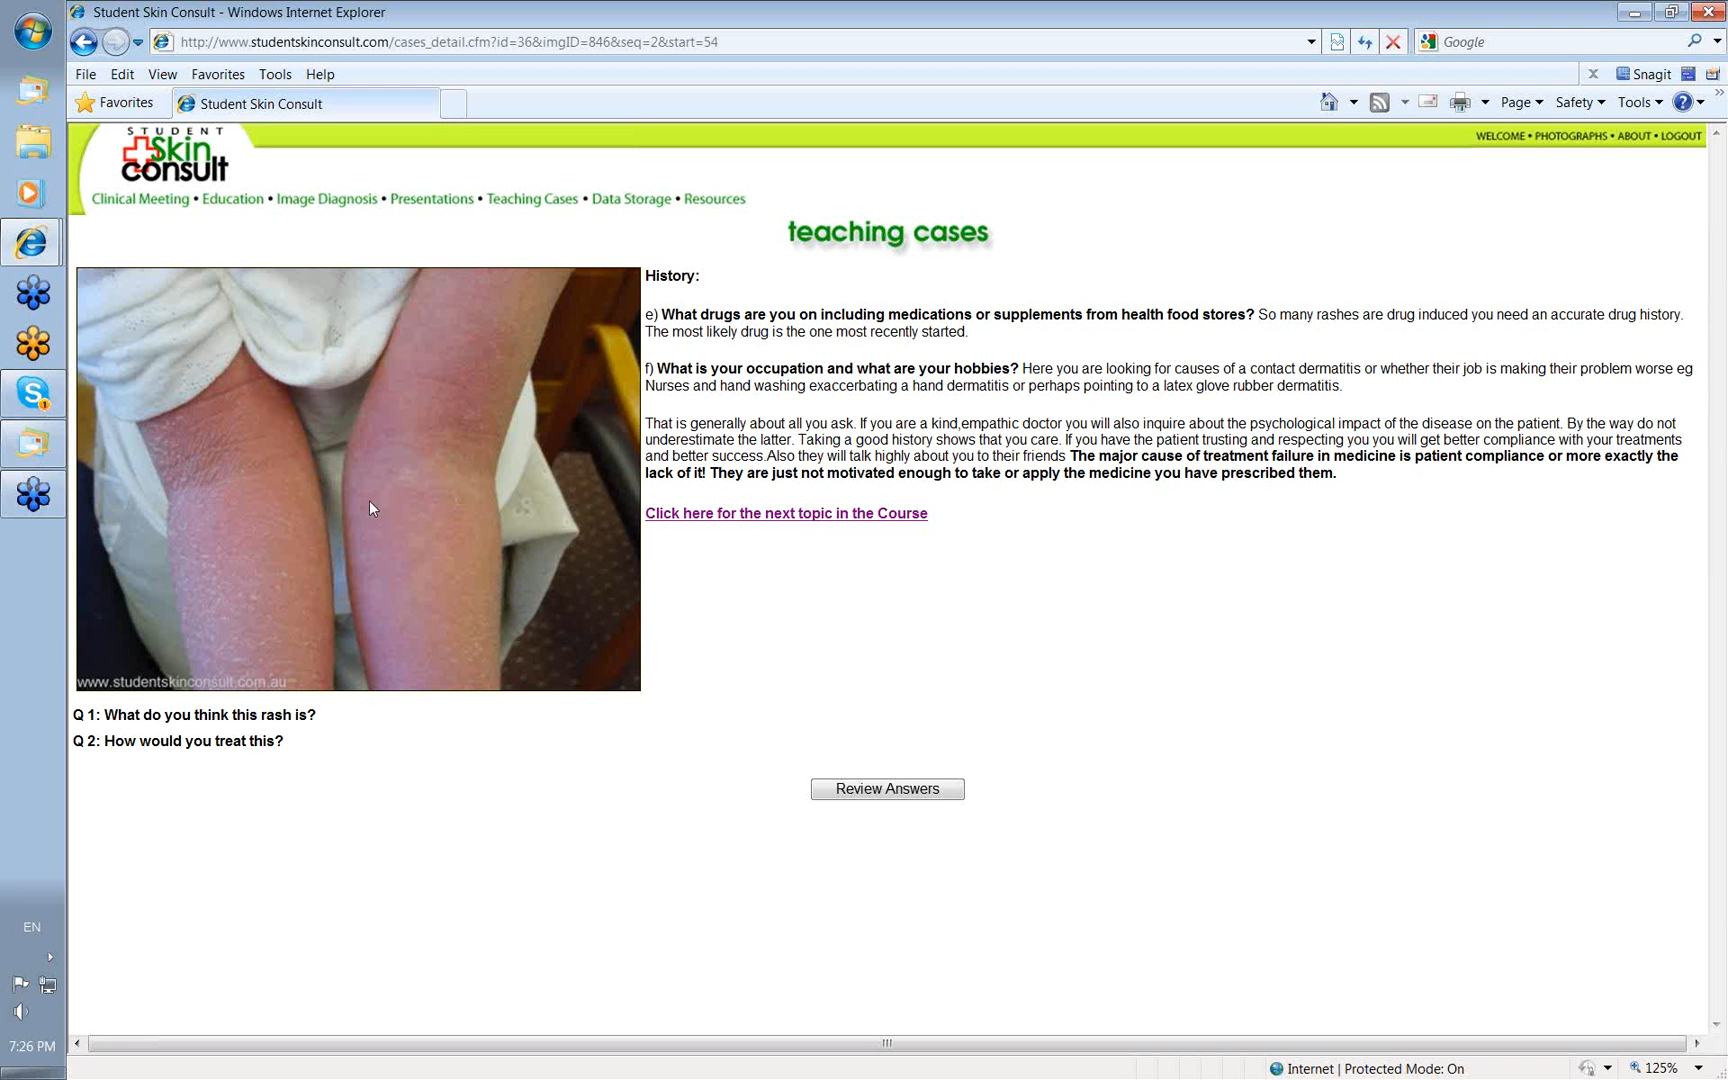 Student Skin Consult - Windows Internet Explorer
http://www.studentskinconsult.com/cases_detail.cfm?id=36&imgID=846&seq=2&start=54
Google
File Edit View Favorites Tools Help
x Snagit
Favorites
Student Skin Consult
Page Safety Tools
WELCOME • PHOTOGRAPHS • ABOUT • LOGOUT
STUDENT
Skin
consult
Clinical Meeting • Education • Image Diagnosis • Presentations • Teaching Cases • Data Storage • Resources
teaching cases
History:
e) What drugs are you on including medications or supplements from health food stores? So many rashes are drug induced you need an accurate drug history.
The most likely drug is the one most recently started.
f) What is your occupation and what are your hobbies? Here you are looking for causes of a contact dermatitis or whether their job is making their problem worse eg
Nurses and hand washing exaccerbating a hand dermatitis or perhaps pointing to a latex glove rubber dermatitis.
That is generally about all you ask. If you are a kind,empathic doctor you will also inquire about the psychological impact of the disease on the patient. By the way do not
underestimate the latter. Taking a good history shows that you care. If you have the patient trusting and respecting you you will get better compliance with your treatments
and better success.Also they will talk highly about you to their friends The major cause of treatment failure in medicine is patient compliance or more exactly the
lack of it! They are just not motivated enough to take or apply the medicine you have prescribed them.
Click here for the next topic in the Course
www.studentskinconsult.com.au
Q 1: What do you think this rash is?
Q 2: How would you treat this?
Review Answers
EN
7:26 PM
Internet | Protected Mode: On
125%